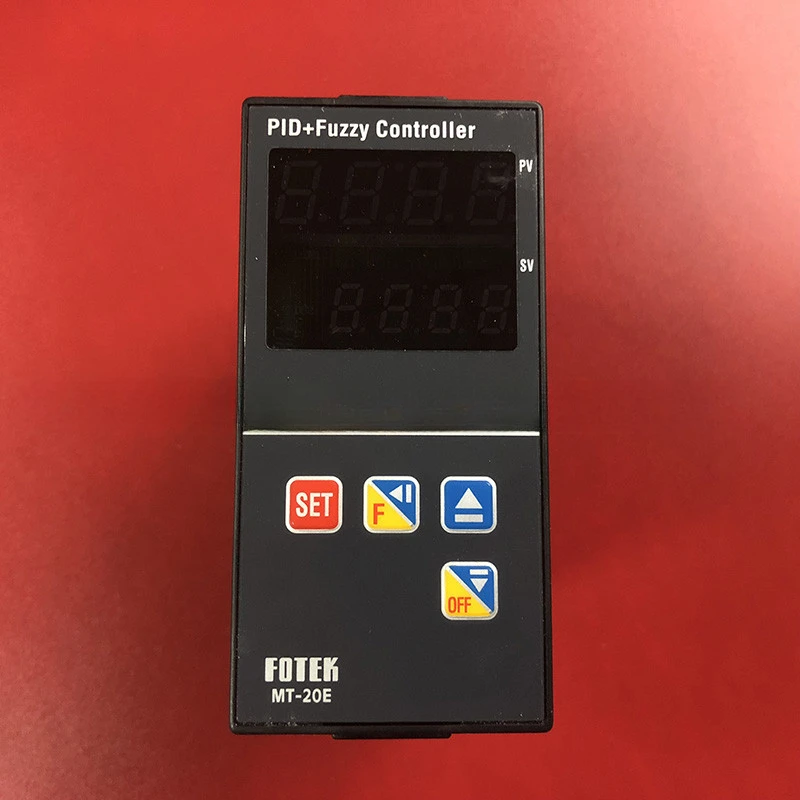 PID+Fuzzy Controller
PV
SV
SET
F
OFF
FOTEK
MT-20E